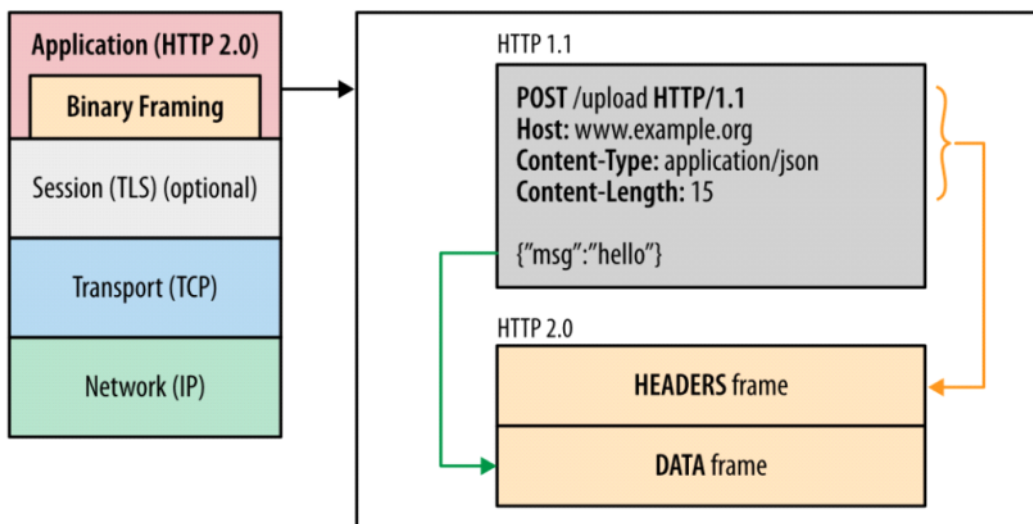 Application (HTTP 2.0)
Binary Framing
Session (TLS) (optional)
Transport (TCP)
Network (IP)
HTTP 1.1
POST /upload HTTP/1.1
Host: www.example.org
Content-Type: application/json
Content-Length: 15
{”msg”:”hello”}
HTTP 2.0
HEADERS frame
DATA frame